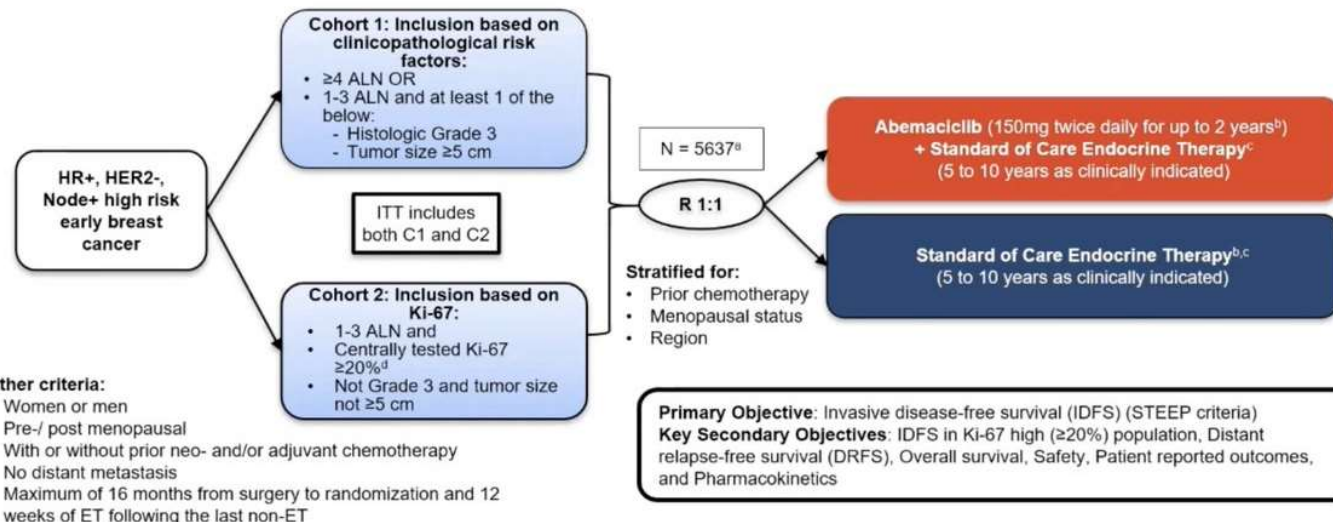 HR+, HER2-,
Node+ high risk
early breast
cancer
Cohort 1: Inclusion based on
clinicopathological risk
factors:
• ≥4 ALN OR
• 1-3 ALN and at least 1 of the
below:
- Histologic Grade 3
- Tumor size ≥5 cm
ITT includes
both C1 and C2
Cohort 2: Inclusion based on
Ki-67:
• 1-3 ALN and
• Centrally tested Ki-67
≥20%ᵈ
• Not Grade 3 and tumor size
not ≥5 cm
ther criteria:
Women or men
Pre-/ post menopausal
With or without prior neo- and/or adjuvant chemotherapy
No distant metastasis
Maximum of 16 months from surgery to randomization and 12
weeks of ET following the last non-ET
N = 5637ᵃ
R 1:1
Stratified for:
• Prior chemotherapy
• Menopausal status
• Region
Abemaciclib (150mg twice daily for up to 2 yearsᵇ)
+ Standard of Care Endocrine Therapyᶜ
(5 to 10 years as clinically indicated)
Standard of Care Endocrine Therapyᵇ,ᶜ
(5 to 10 years as clinically indicated)
Primary Objective: Invasive disease-free survival (IDFS) (STEEP criteria)
Key Secondary Objectives: IDFS in Ki-67 high (≥20%) population, Distant
relapse-free survival (DRFS), Overall survival, Safety, Patient reported outcomes,
and Pharmacokinetics